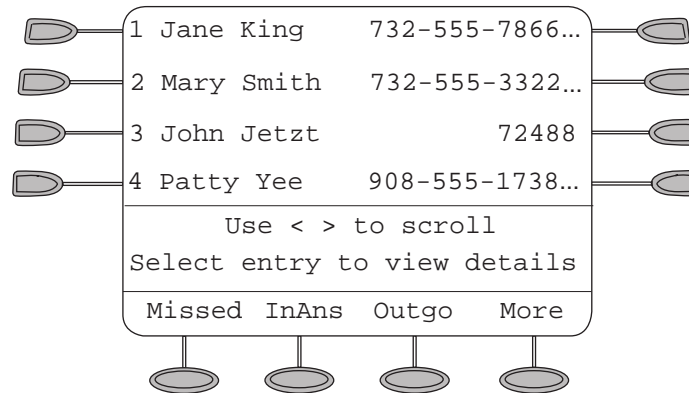 1 Jane King 732-555-7866...
2 Mary Smith 732-555-3322...
3 John Jetzt 72488
4 Patty Yee 908-555-1738...
Use < > to scroll
Select entry to view details
Missed InAns Outgo More